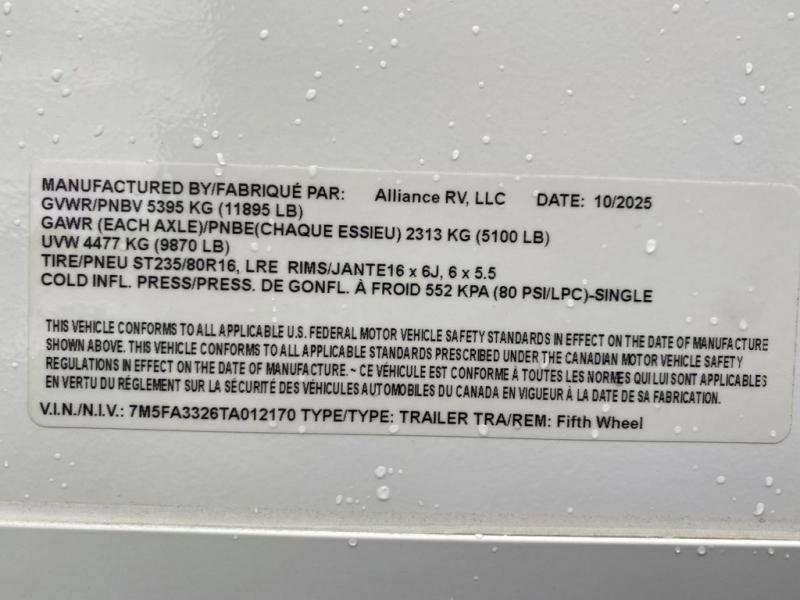 MANUFACTURED BY/FABRIQUÉ PAR: Alliance RV, LLC DATE: 10/2025
GVWR/PNBV 5395 KG (11895 LB)
GAWR (EACH AXLE)/PNBE(CHAQUE ESSIEU) 2313 KG (5100 LB)
UVW 4477 KG (9870 LB)
TIRE/PNEU ST235/80R16, LRE RIMS/JANTE16 x 6J, 6 x 5.5
COLD INFL. PRESS/PRESS. DE GONFL. À FROID 552 KPA (80 PSI/LPC)-SINGLE
THIS VEHICLE CONFORMS TO ALL APPLICABLE U.S. FEDERAL MOTOR VEHICLE SAFETY STANDARDS IN EFFECT ON THE DATE OF MANUFACTURE
SHOWN ABOVE. THIS VEHICLE CONFORMS TO ALL APPLICABLE STANDARDS PRESCRIBED UNDER THE CANADIAN MOTOR VEHICLE SAFETY
REGULATIONS IN EFFECT ON THE DATE OF MANUFACTURE. ~ CE VÉHICULE EST CONFORME À TOUTES LES NORMES QUI LUI SONT APPLICABLES
EN VERTU DU RÉGLEMENT SUR LA SÉCURITÉ DES VÉHICULES AUTOMOBILES DU CANADA EN VIGUEUR À LA DATE DE SA FABRICATION.
V.I.N./N.I.V.: 7M5FA3326TA012170 TYPE/TYPE: TRAILER TRA/REM: Fifth Wheel